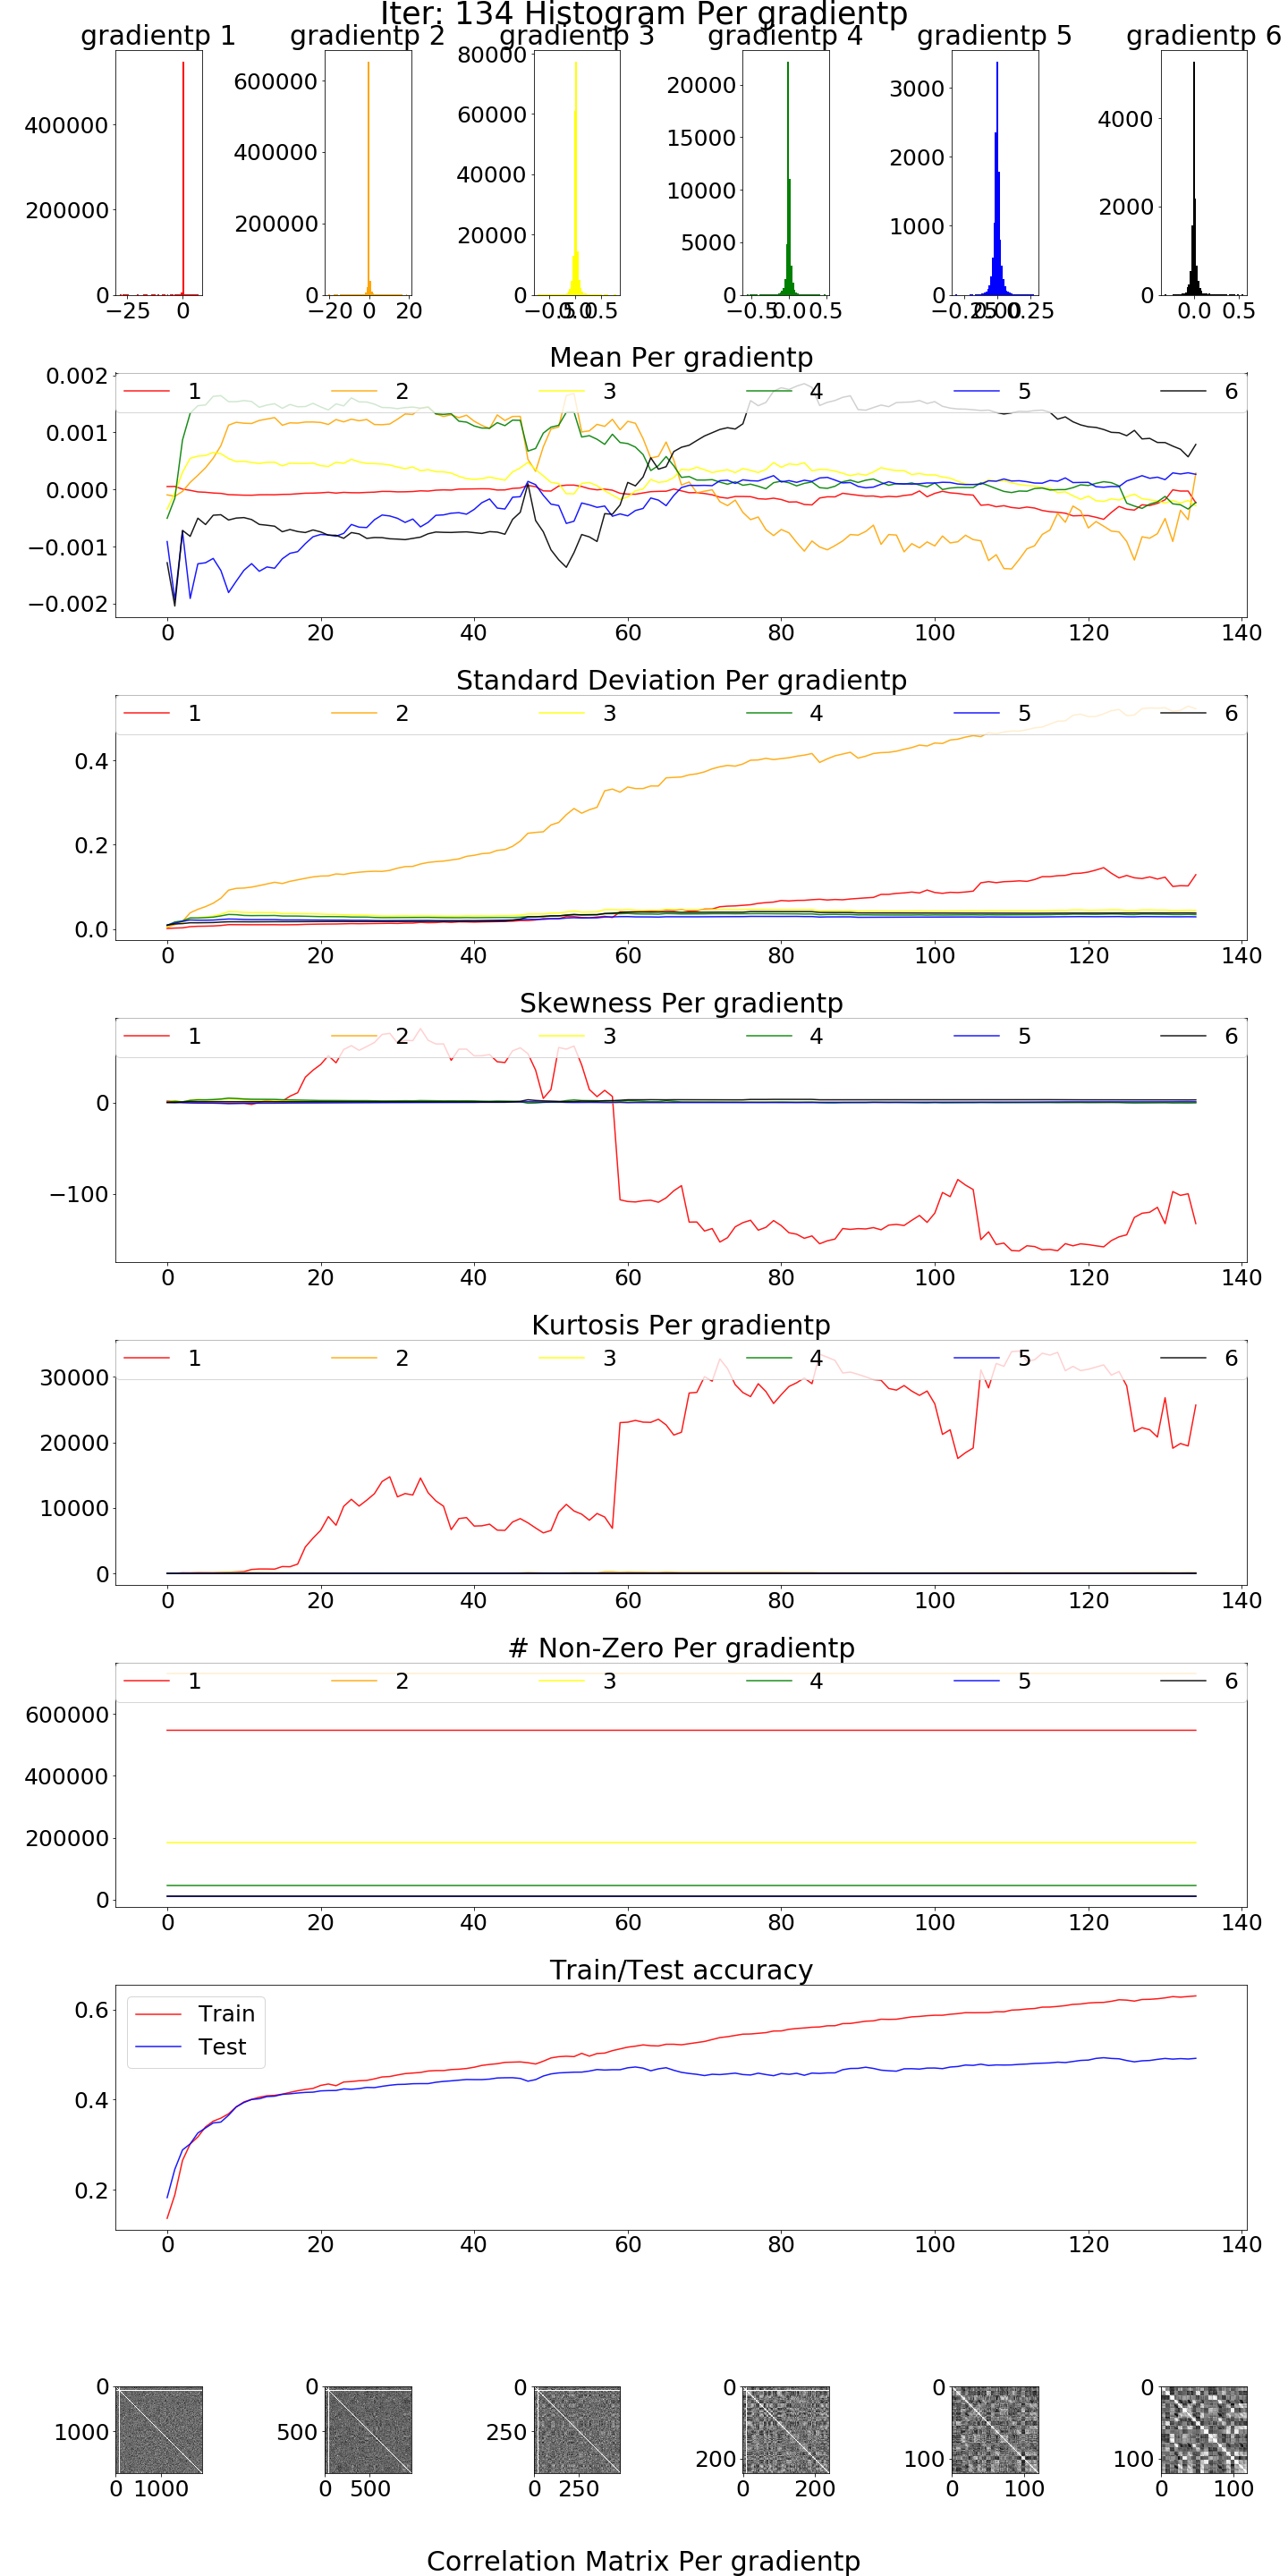 Iter: 134 Histogram Per gradientp
gradientp 1 gradientp 2 gradientp 3 gradientp 4 gradientp 5 gradientp 6
400000
200000
0
−25 0
600000
400000
200000
0
−20 0 20
80000
60000
40000
20000
0
−0.5 0.0 0.5
20000
15000
10000
5000
0
−0.5 0.0 0.5
3000
2000
1000
0
−0.25 0.00 0.25
4000
2000
0
0.0 0.5
Mean Per gradientp
1 2 3 4 5 6
0.002
0.001
0.000
−0.001
−0.002
0 20 40 60 80 100 120 140
Standard Deviation Per gradientp
1 2 3 4 5 6
0.4
0.2
0.0
0 20 40 60 80 100 120 140
Skewness Per gradientp
1 2 3 4 5 6
0
−100
0 20 40 60 80 100 120 140
Kurtosis Per gradientp
1 2 3 4 5 6
30000
20000
10000
0
0 20 40 60 80 100 120 140
# Non-Zero Per gradientp
1 2 3 4 5 6
600000
400000
200000
0
0 20 40 60 80 100 120 140
Train/Test accuracy
Train
Test
0.6
0.4
0.2
0 20 40 60 80 100 120 140
0
1000
0 1000
0
500
0 500
0
250
0 250
0
200
0 200
0
100
0 100
0
100
0 100
Correlation Matrix Per gradientp